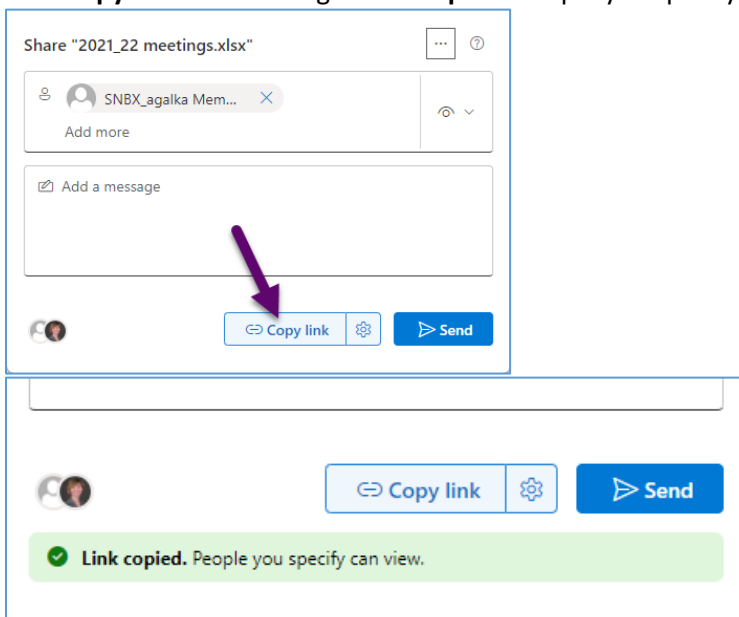 Share "2021_22 meetings.xlsx"
SNBX_agalka Mem...
Add more
Add a message
Copy link
Send
Copy link
Send
Link copied. People you specify can view.